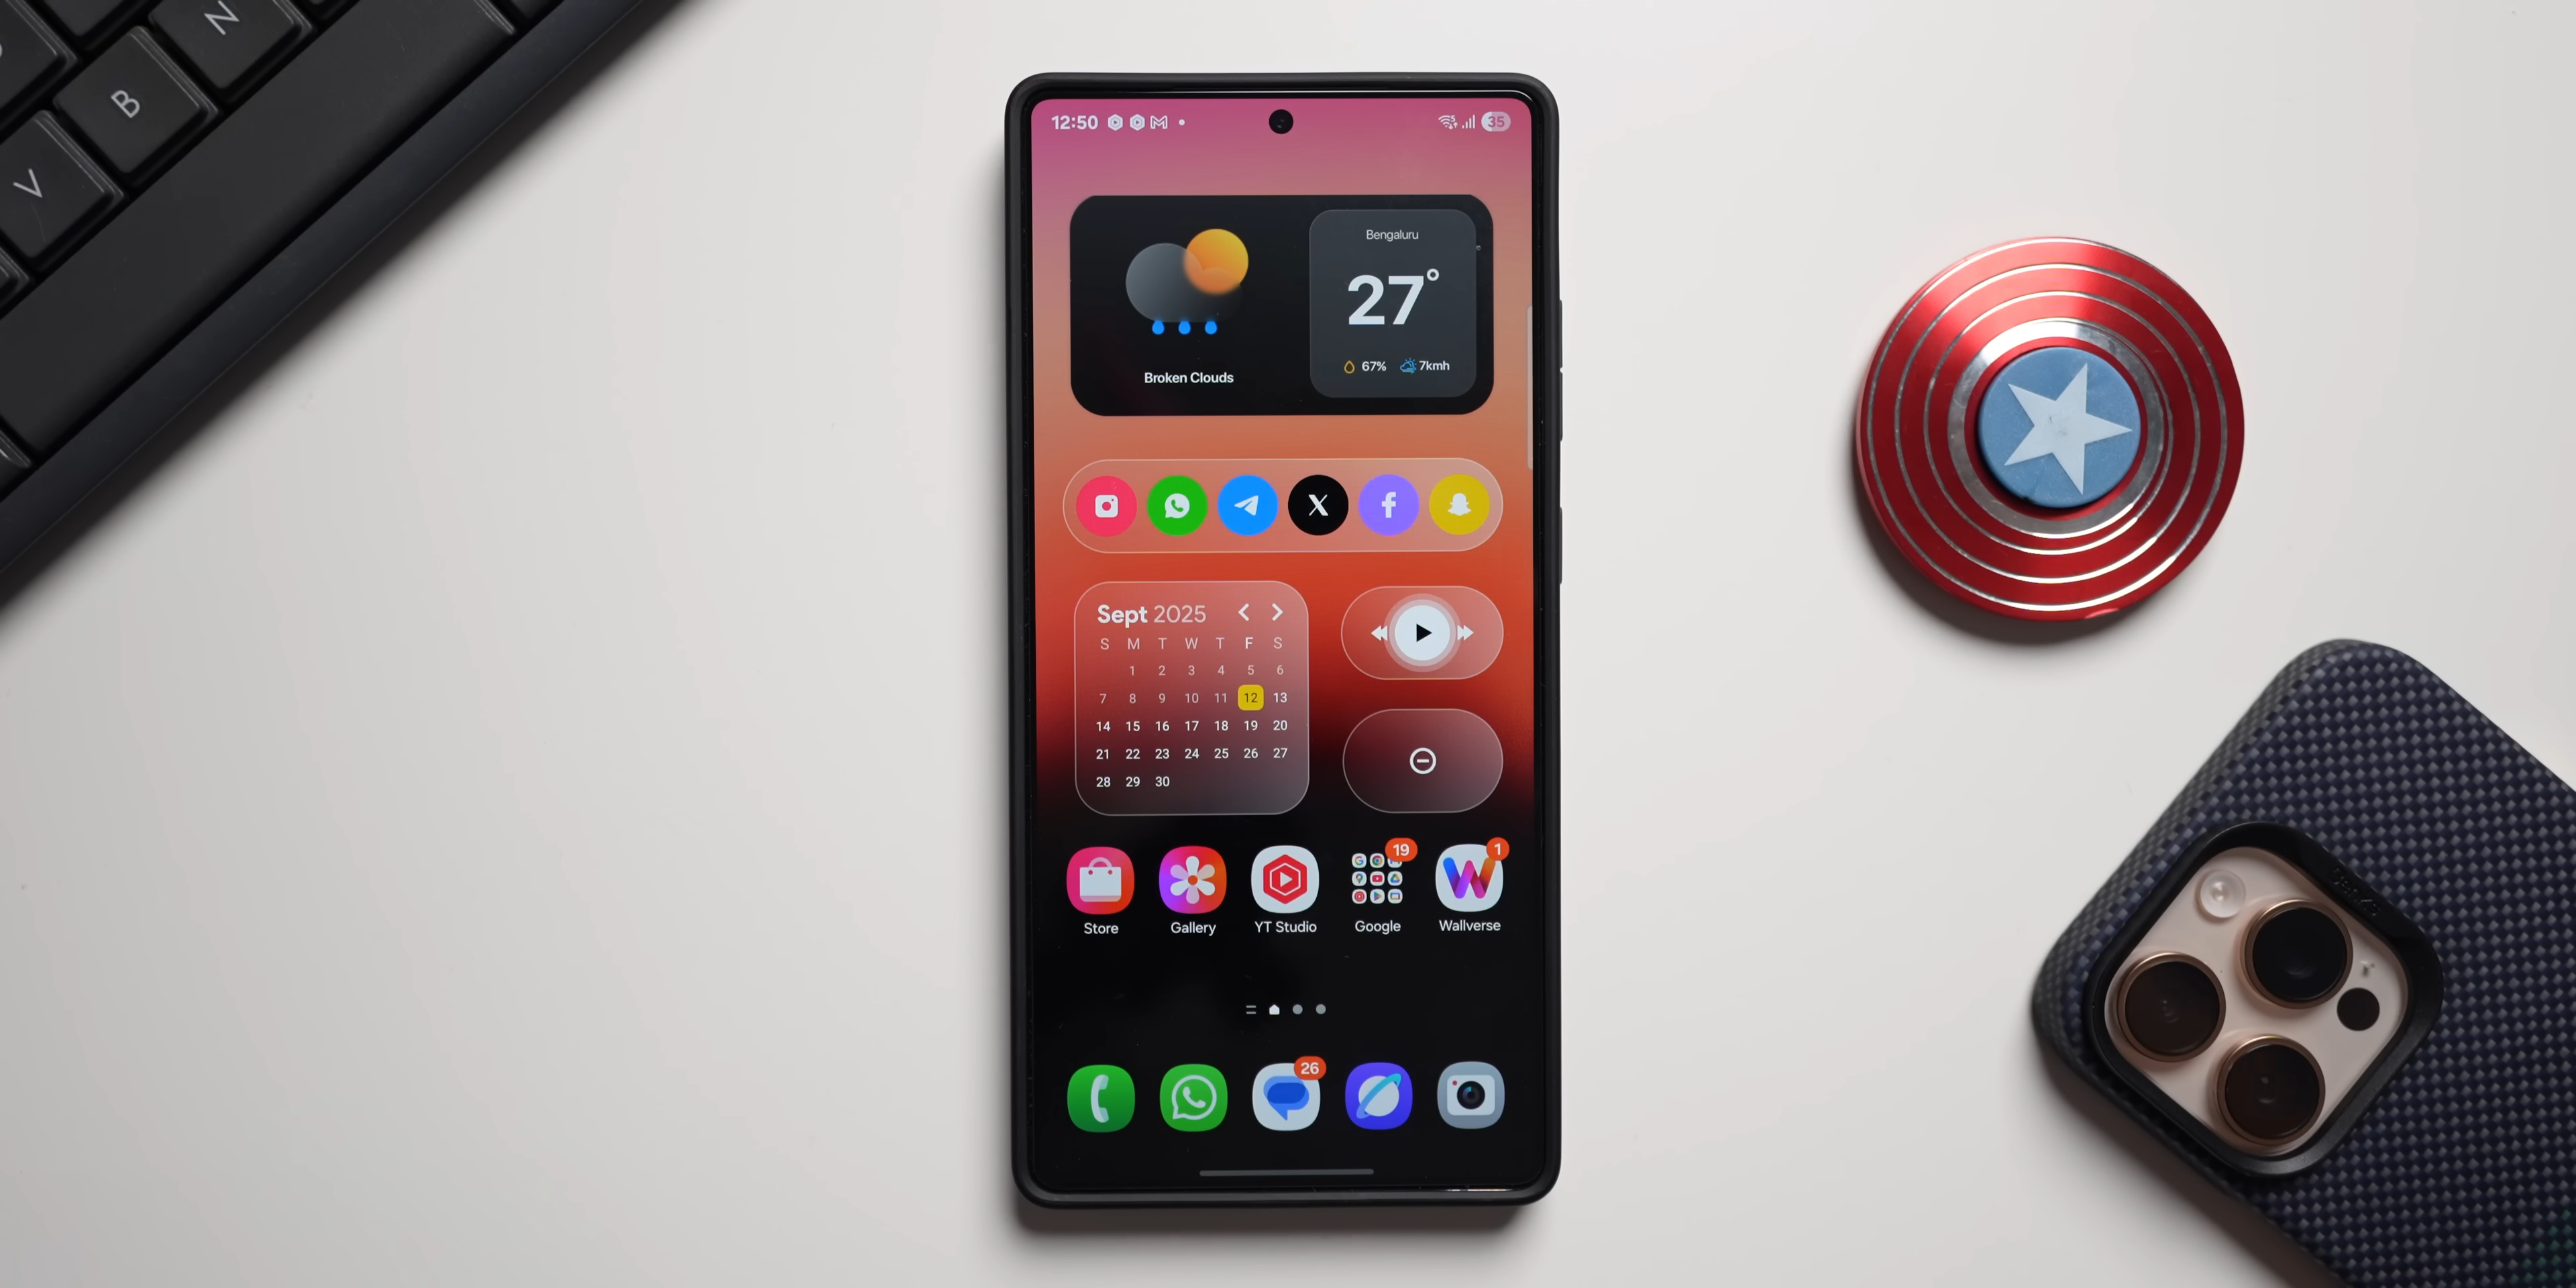 N
B
V
12:50
35
Bengaluru
27°
67% 7kmh
Broken Clouds
X f
Sept 2025
S M T W T F S
1 2 3 4 5 6
7 8 9 10 11 12 13
14 15 16 17 18 19 20
21 22 23 24 25 26 27
28 29 30
19 1
Store Gallery YT Studio Google Wallverse
26